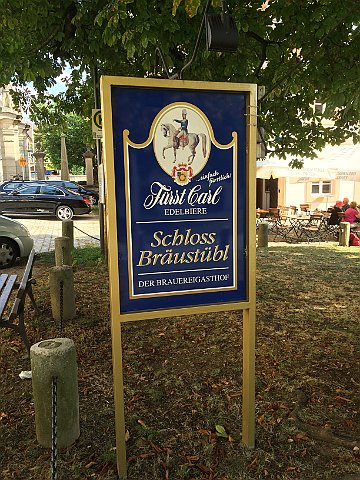 ...einfach fürstlich!
Fürst Carl
EDELBIERE
Schloss
Bräustübl
DER BRAUEREIGASTHOF